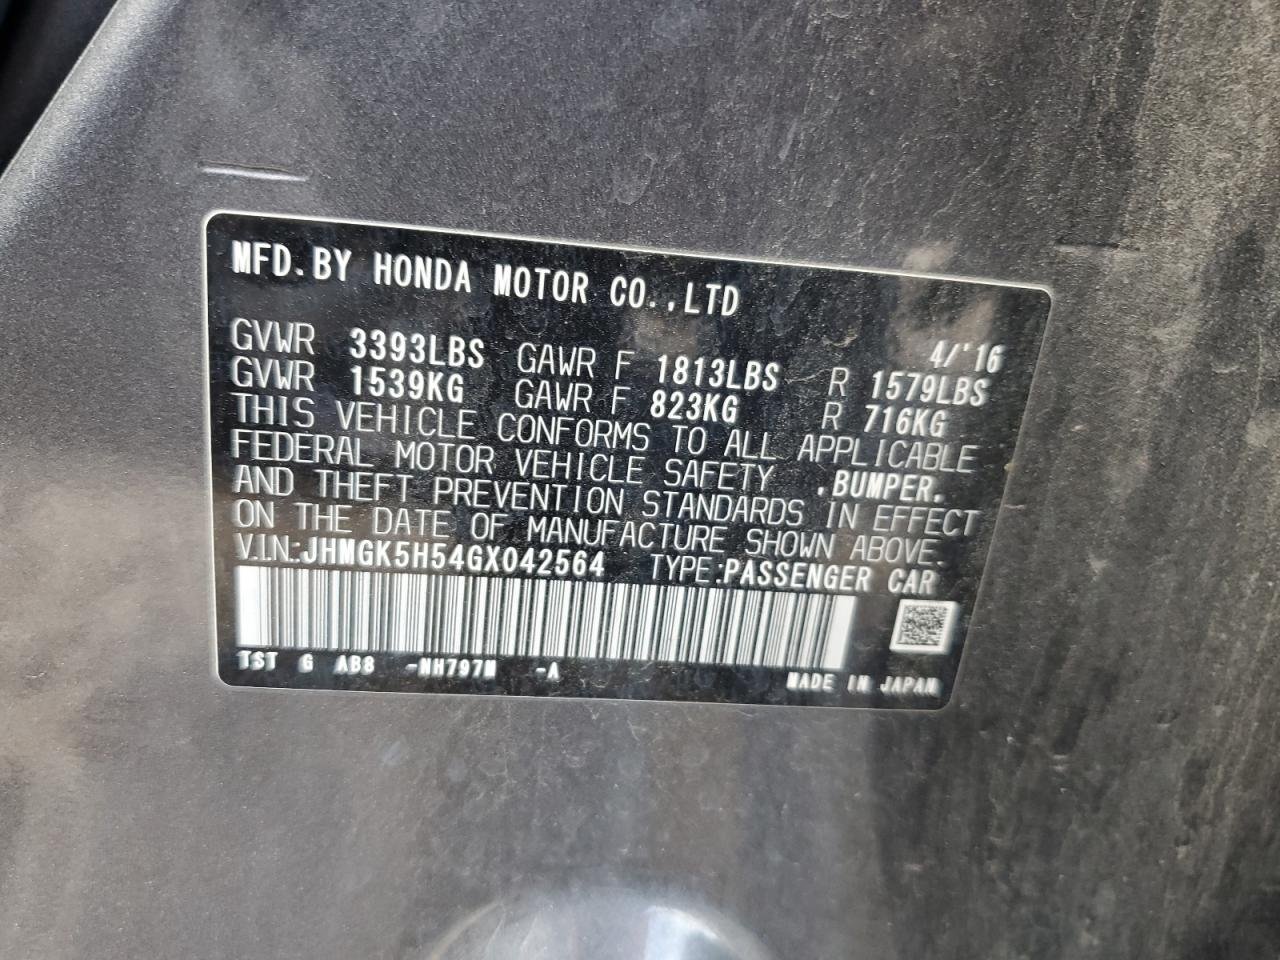 MFD. BY HONDA MOTOR CO., LTD
4/'16
GVWR 3393LBS GAWR F 1813LBS R 1579LBS
GVWR 1539KG GAWR F 823KG R 716KG
THIS VEHICLE CONFORMS TO ALL APPLICABLE
FEDERAL MOTOR VEHICLE SAFETY , BUMPER,
AND THEFT PREVENTION STANDARDS IN EFFECT
ON THE DATE OF MANUFACTURE SHOWN ABOVE.
V.I.N.: JHMGK5H54GX042564 TYPE: PASSENGER CAR
TST G AB8 -NH797M -A
MADE IN JAPAN